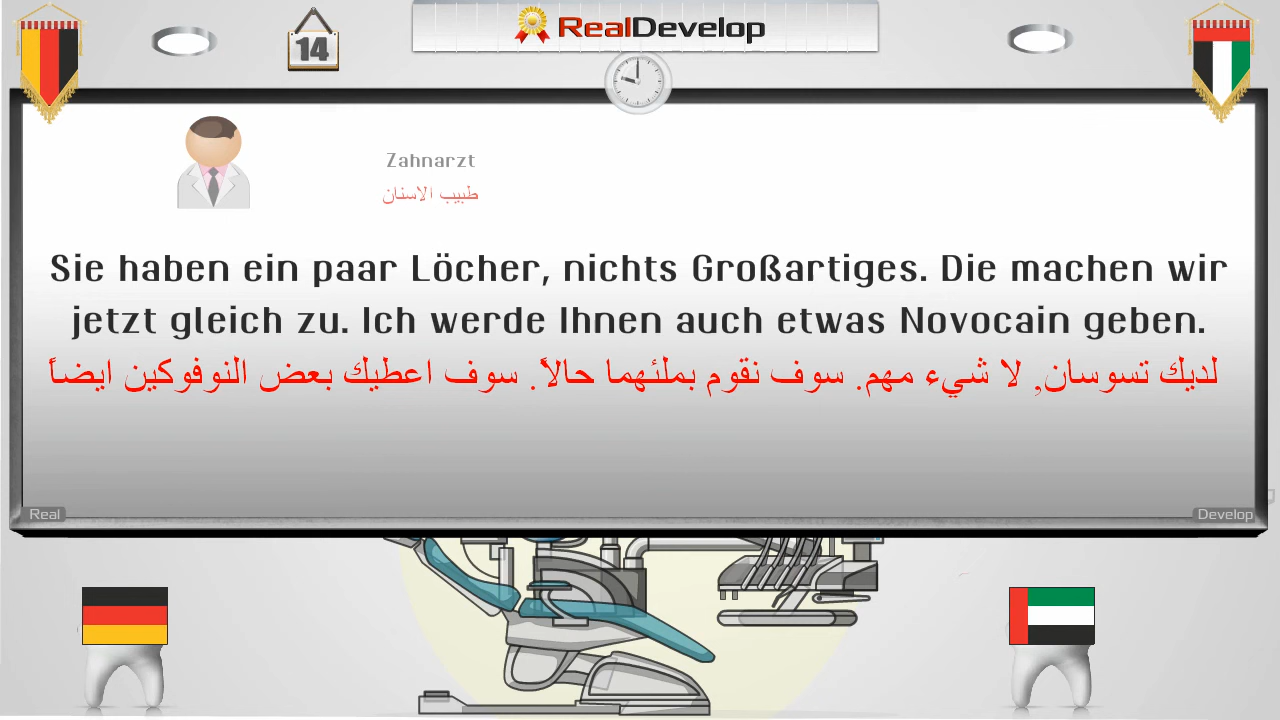 RealDevelop
14
Zahnarzt
طبيب الاسنان
Sie haben ein paar Löcher, nichts Großartiges. Die machen wir
jetzt gleich zu. Ich werde Ihnen auch etwas Novocain geben.
لديك تسوسان, لا شيء مهم. سوف نقوم بملئهما حالاً. سوف اعطيك بعض النوفوكين ايضاً
Real
Develop